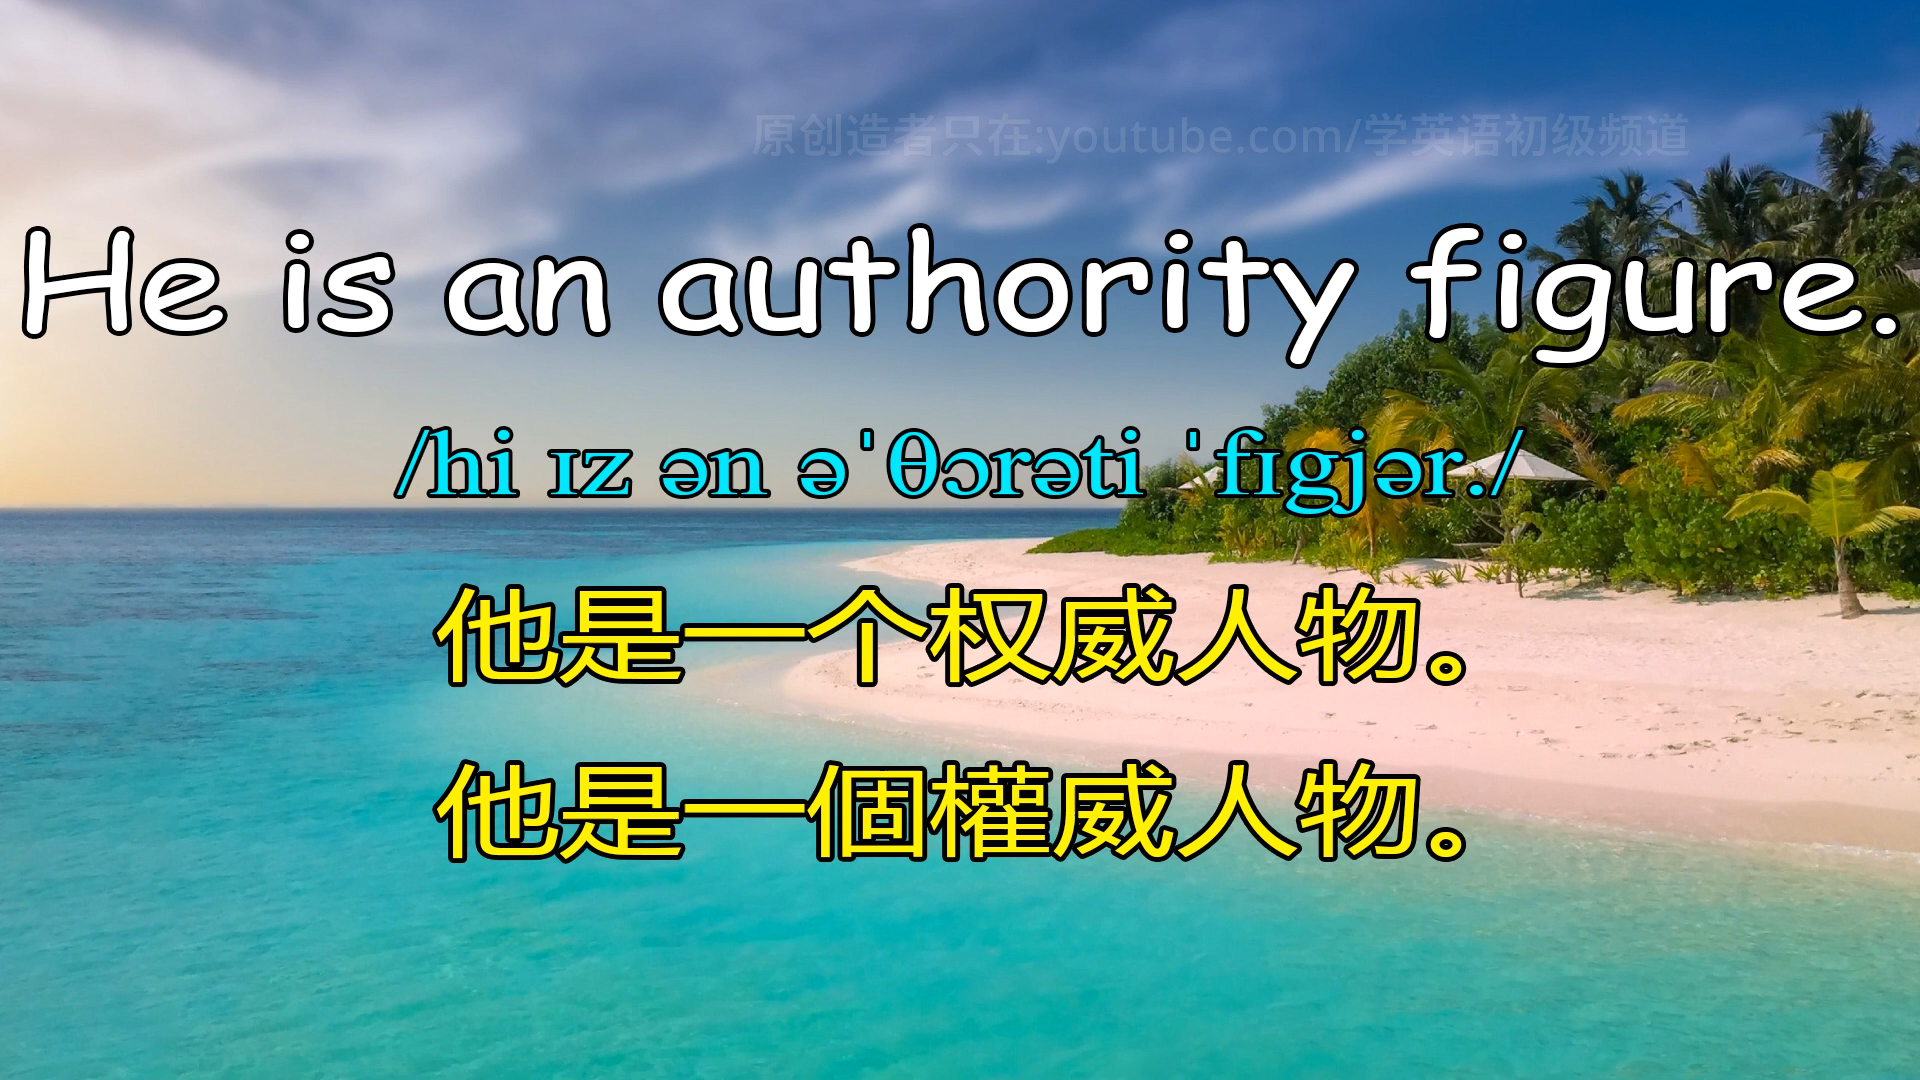 原创造者只在:youtube.com/学英语初级频道
He is an authority figure.
/hi ɪz ən əˈθɔrəti ˈfɪgjər./
他是一个权威人物。
他是一個權威人物。